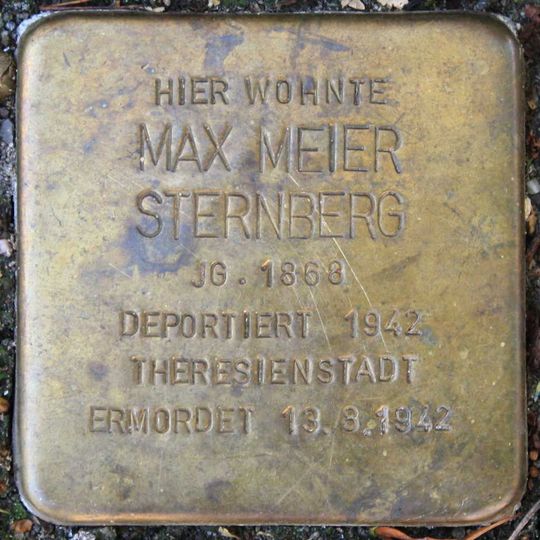 HIER WOHNTE
MAX MEIER
STERNBERG
JG. 1868
DEPORTIERT 1942
THERESIENSTADT
ERMORDET 13.8.1942